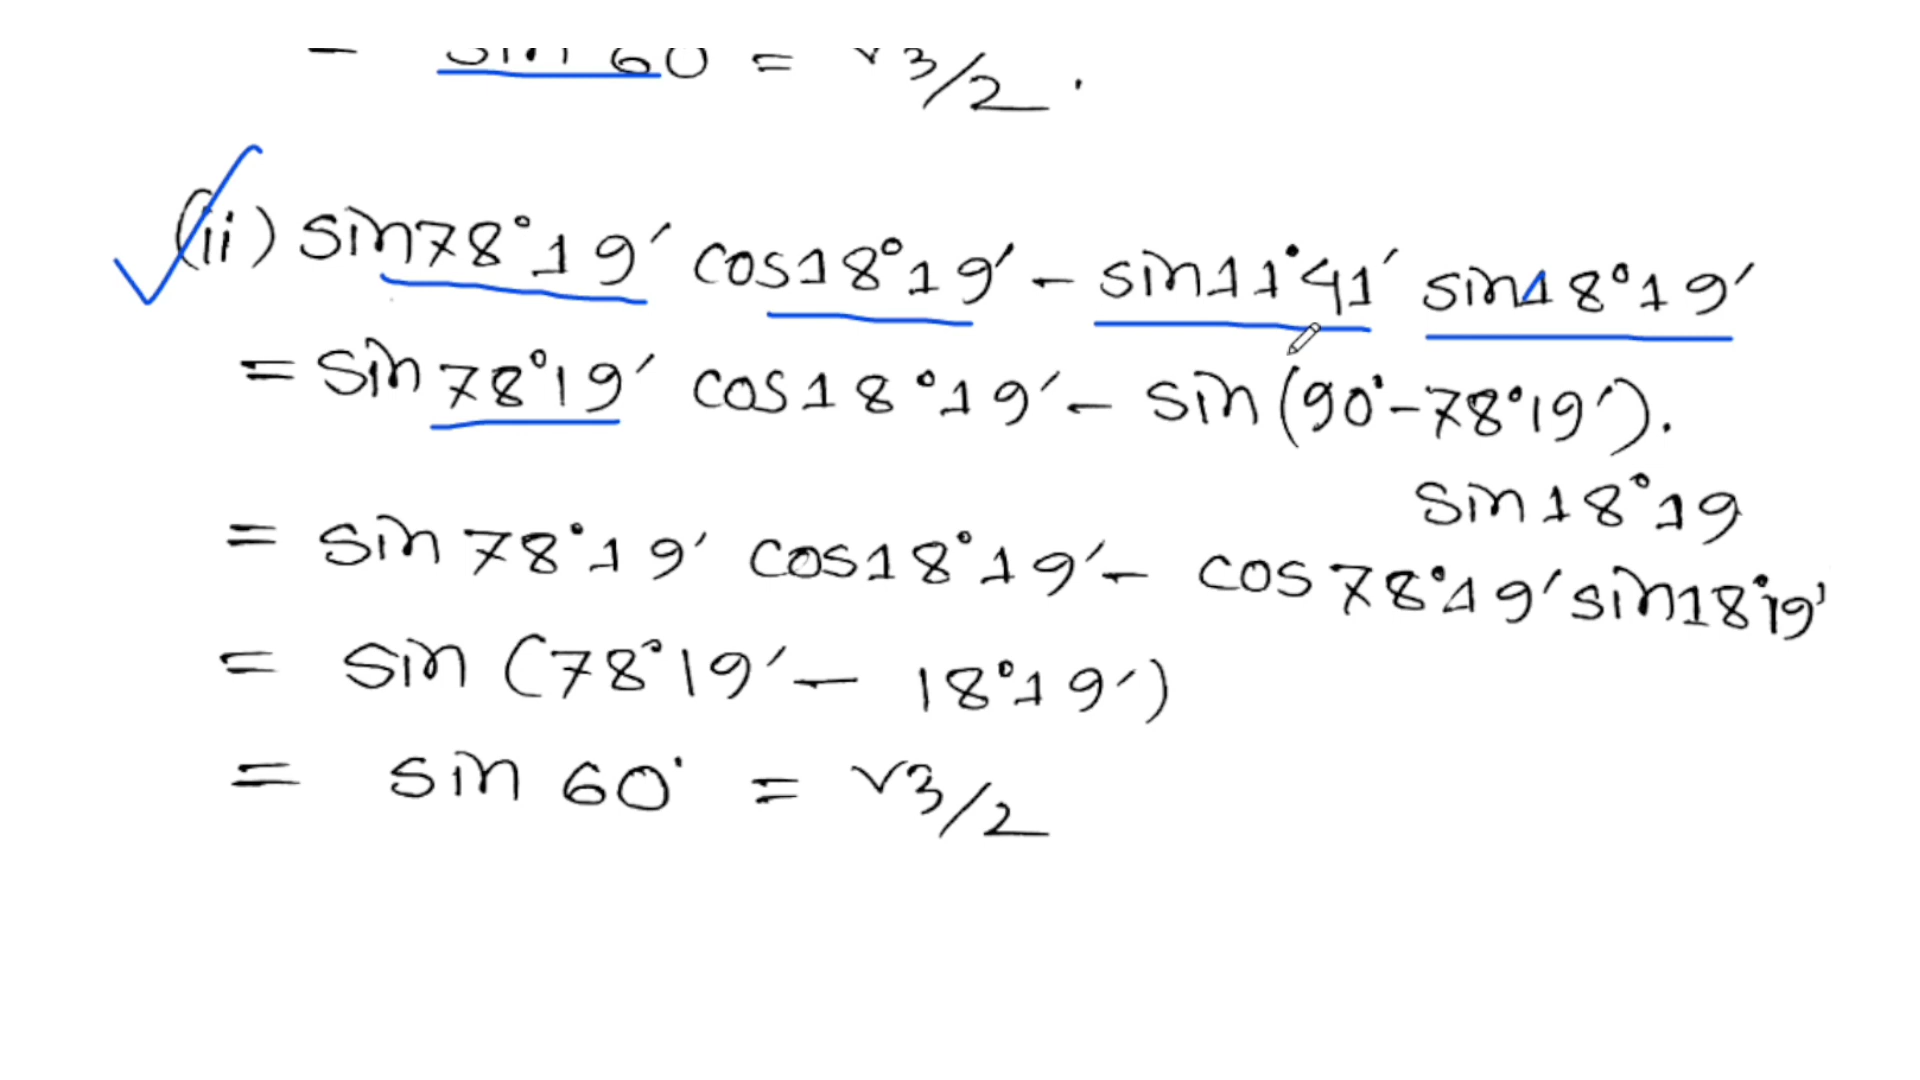 = sin 60 = √3/2 .
(ii) sin78°19′ cos18°19′ - sin11°41′ sin18°19′
= sin 78°19′ cos18°19′ - sin (90° - 78°19′).
sin18°19
= sin 78°19′ cos18°19′ - cos 78°19′ sin18°19′
= sin (78°19′ - 18°19′)
= sin 60° = √3/2